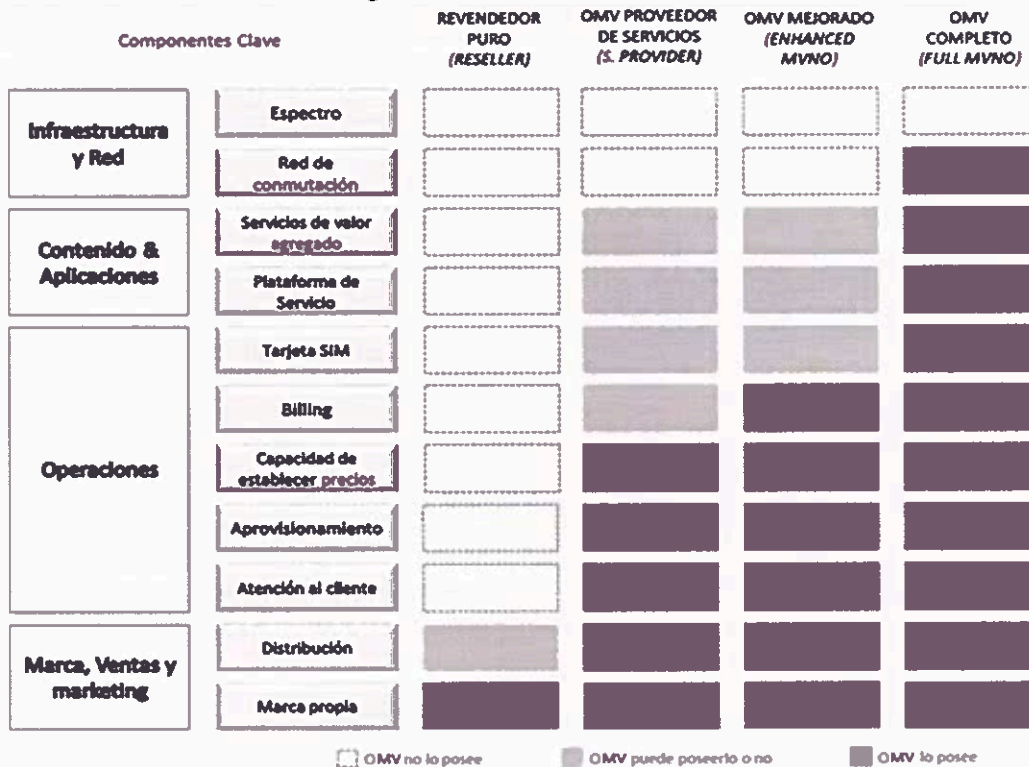 Componentes Clave
REVENDEDOR
PURO
(RESELLER)
OMV PROVEEDOR
DE SERVICIOS
(S. PROVIDER)
OMV MEJORADO
(ENHANCED
MVNO)
OMV
COMPLETO
(FULL MVNO)
Infraestructura
y Red
Espectro
Red de
conmutación
Contenido &
Aplicaciones
Servicios de valor
agregado
Plataforma de
Servicio
Operaciones
Tarjeta SIM
Billing
Capacidad de
establecer precios
Aprovisionamiento
Atención al cliente
Marca, Ventas y
marketing
Distribución
Marca propia
OMV no lo posee
OMV puede poseerlo o no
OMV lo posee